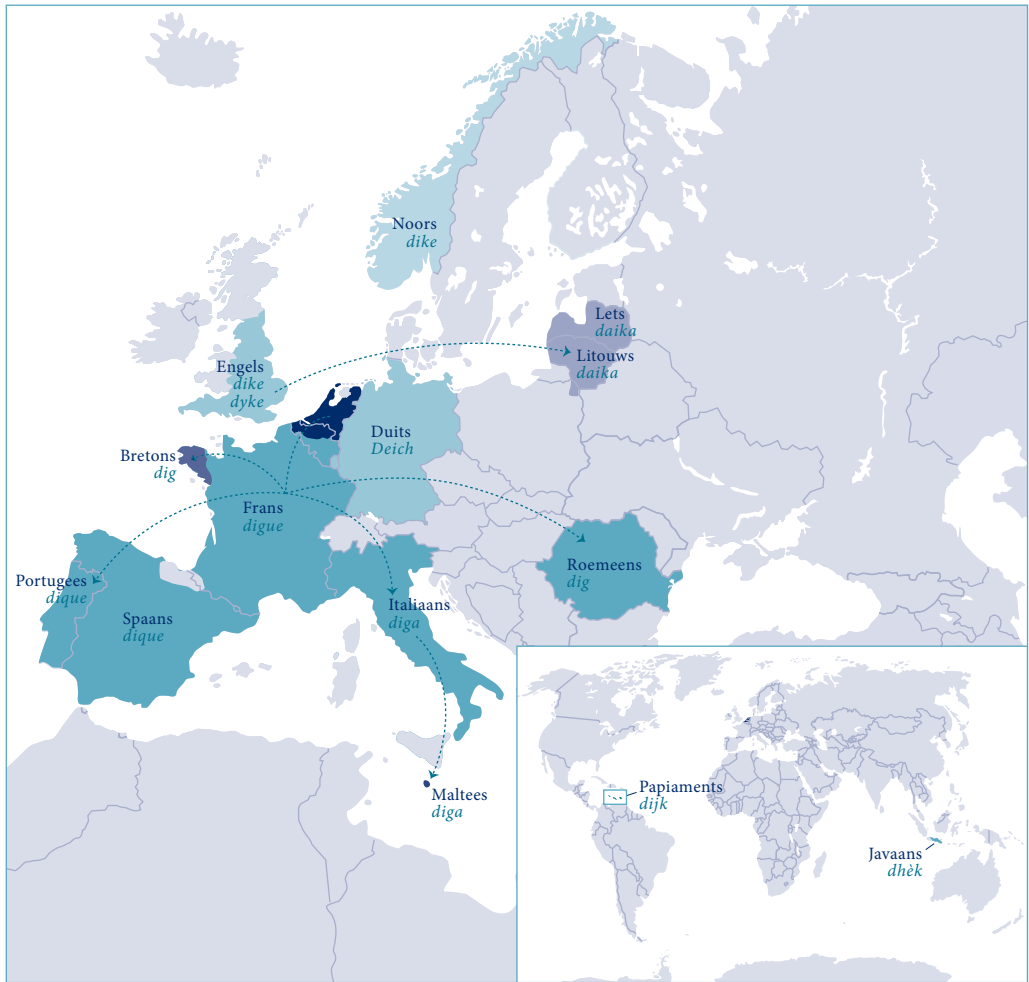 Noors
dike
Lets
daika
Litouws
daika
Engels
dike
dyke
Duits
Deich
Bretons
dig
Frans
digue
Roemeens
dig
Portugees
dique
Spaans
dique
Italiaans
diga
Maltees
diga
Papiaments
dijk
Javaans
dhèk